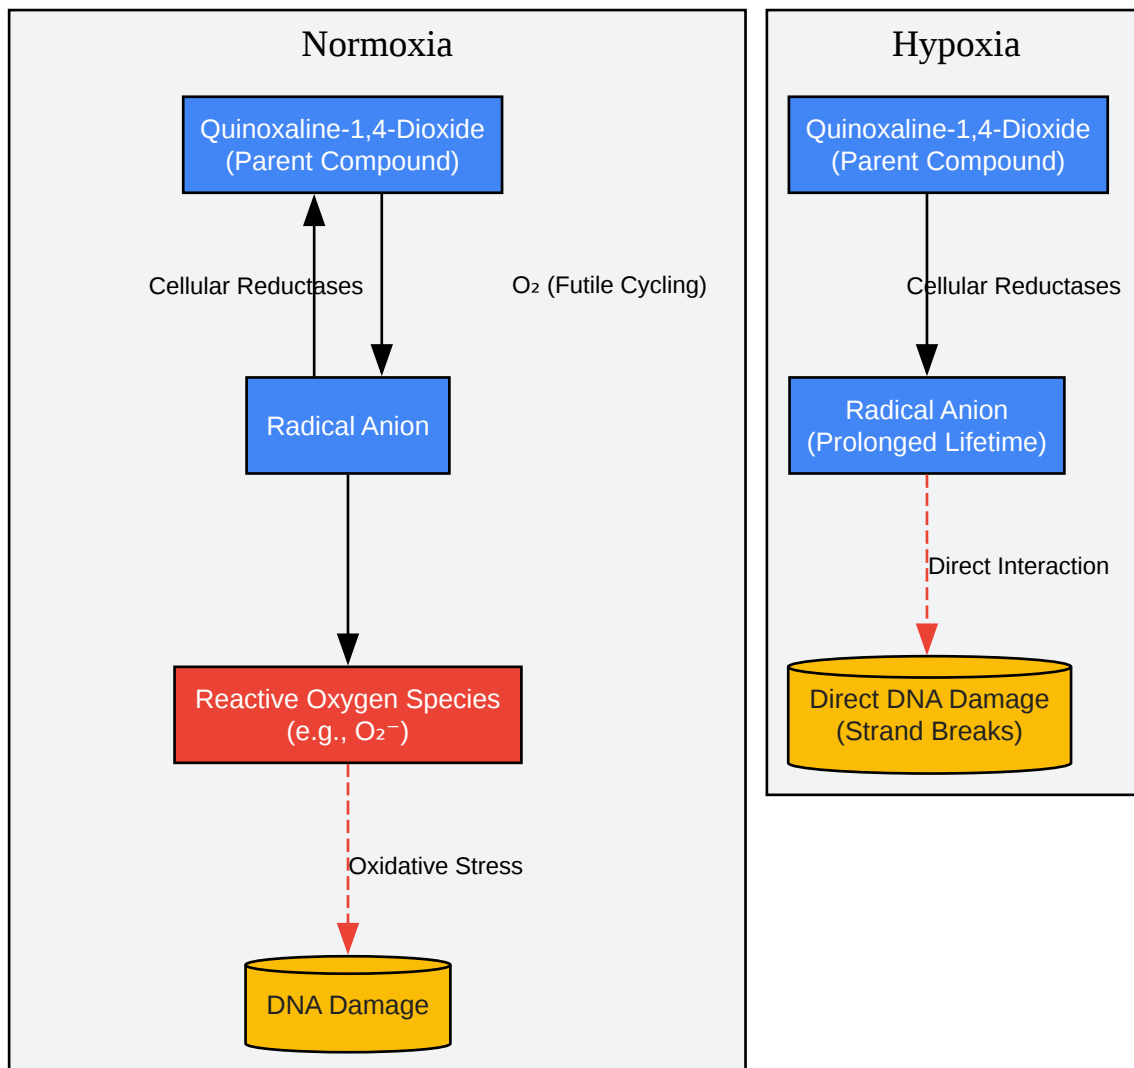 Normoxia
Quinoxaline-1,4-Dioxide
(Parent Compound)
Cellular Reductases
O₂ (Futile Cycling)
Radical Anion
Reactive Oxygen Species
(e.g., O₂⁻)
Oxidative Stress
DNA Damage
Hypoxia
Quinoxaline-1,4-Dioxide
(Parent Compound)
Cellular Reductases
Radical Anion
(Prolonged Lifetime)
Direct Interaction
Direct DNA Damage
(Strand Breaks)